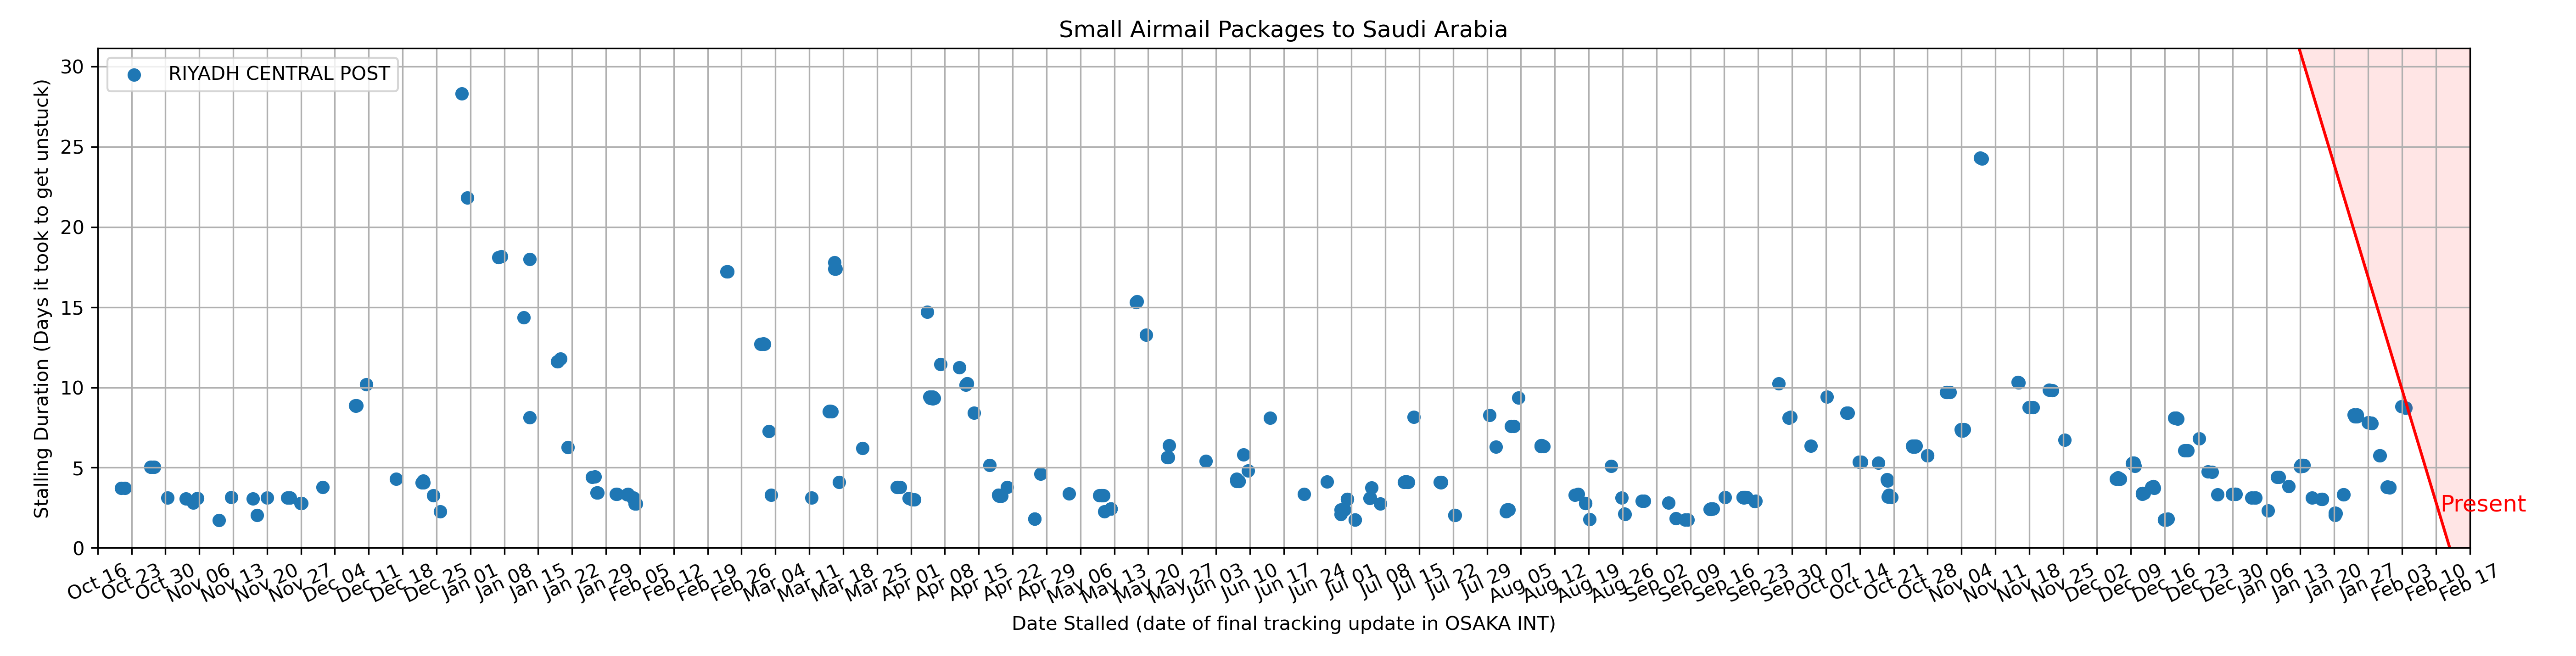 Small Airmail Packages to Saudi Arabia
RIYADH CENTRAL POST
Stalling Duration (Days it took to get unstuck)
30
25
20
15
10
5
0
Present
Oct 16 Oct 23 Oct 30 Nov 06 Nov 13 Nov 20 Nov 27 Dec 04 Dec 11 Dec 18 Dec 25 Jan 01 Jan 08 Jan 15 Jan 22 Jan 29 Feb 05 Feb 12 Feb 19 Feb 26 Mar 04 Mar 11 Mar 18 Mar 25 Apr 01 Apr 08 Apr 15 Apr 22 Apr 29 May 06 May 13 May 20 May 27 Jun 03 Jun 10 Jun 17 Jun 24 Jul 01 Jul 08 Jul 15 Jul 22 Jul 29 Aug 05 Aug 12 Aug 19 Aug 26 Sep 02 Sep 09 Sep 16 Sep 23 Sep 30 Oct 07 Oct 14 Oct 21 Oct 28 Nov 04 Nov 11 Nov 18 Nov 25 Dec 02 Dec 09 Dec 16 Dec 23 Dec 30 Jan 06 Jan 13 Jan 20 Jan 27 Feb 03 Feb 10 Feb 17
Date Stalled (date of final tracking update in OSAKA INT)